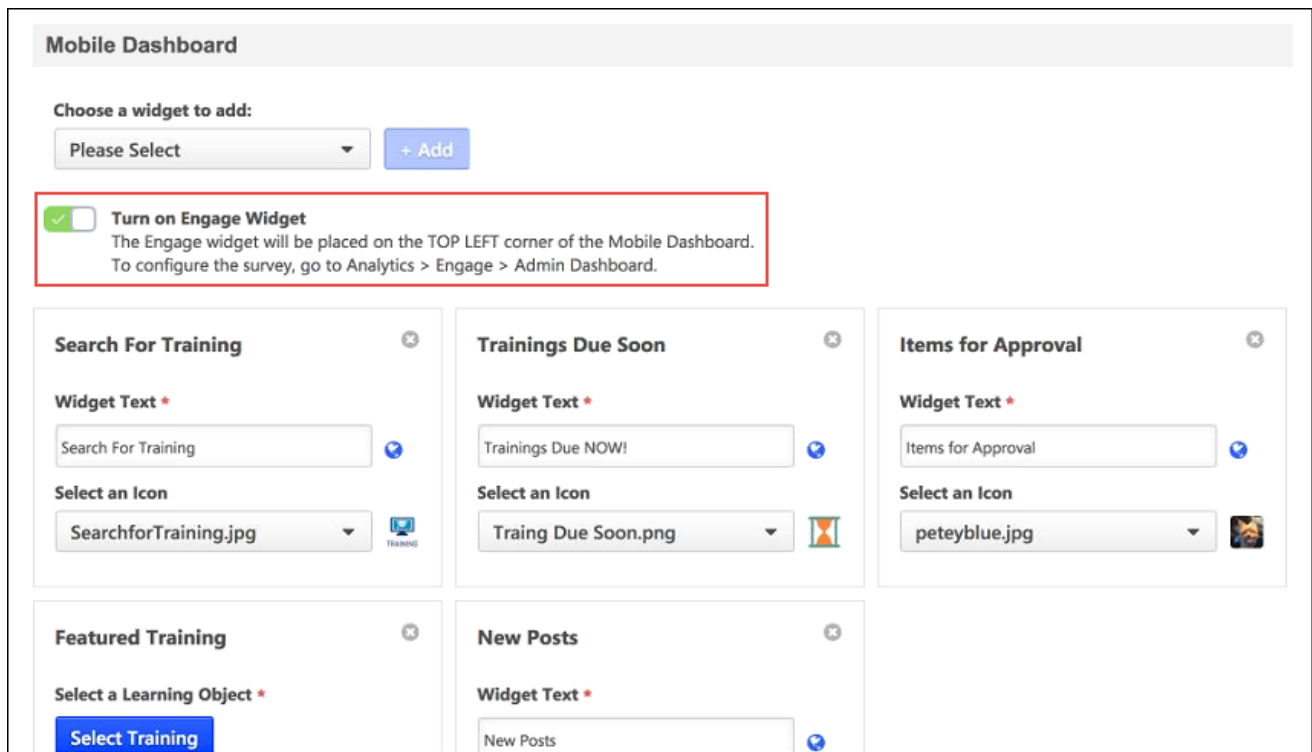 Mobile Dashboard
Choose a widget to add:
Please Select
+ Add
Turn on Engage Widget
The Engage widget will be placed on the TOP LEFT corner of the Mobile Dashboard.
To configure the survey, go to Analytics > Engage > Admin Dashboard.
Search For Training
Widget Text *
Search For Training
Select an Icon
SearchforTraining.jpg
TRAINING
Trainings Due Soon
Widget Text *
Trainings Due NOW!
Select an Icon
Traing Due Soon.png
Items for Approval
Widget Text *
Items for Approval
Select an Icon
peteyblue.jpg
Featured Training
Select a Learning Object *
Select Training
New Posts
Widget Text *
New Posts